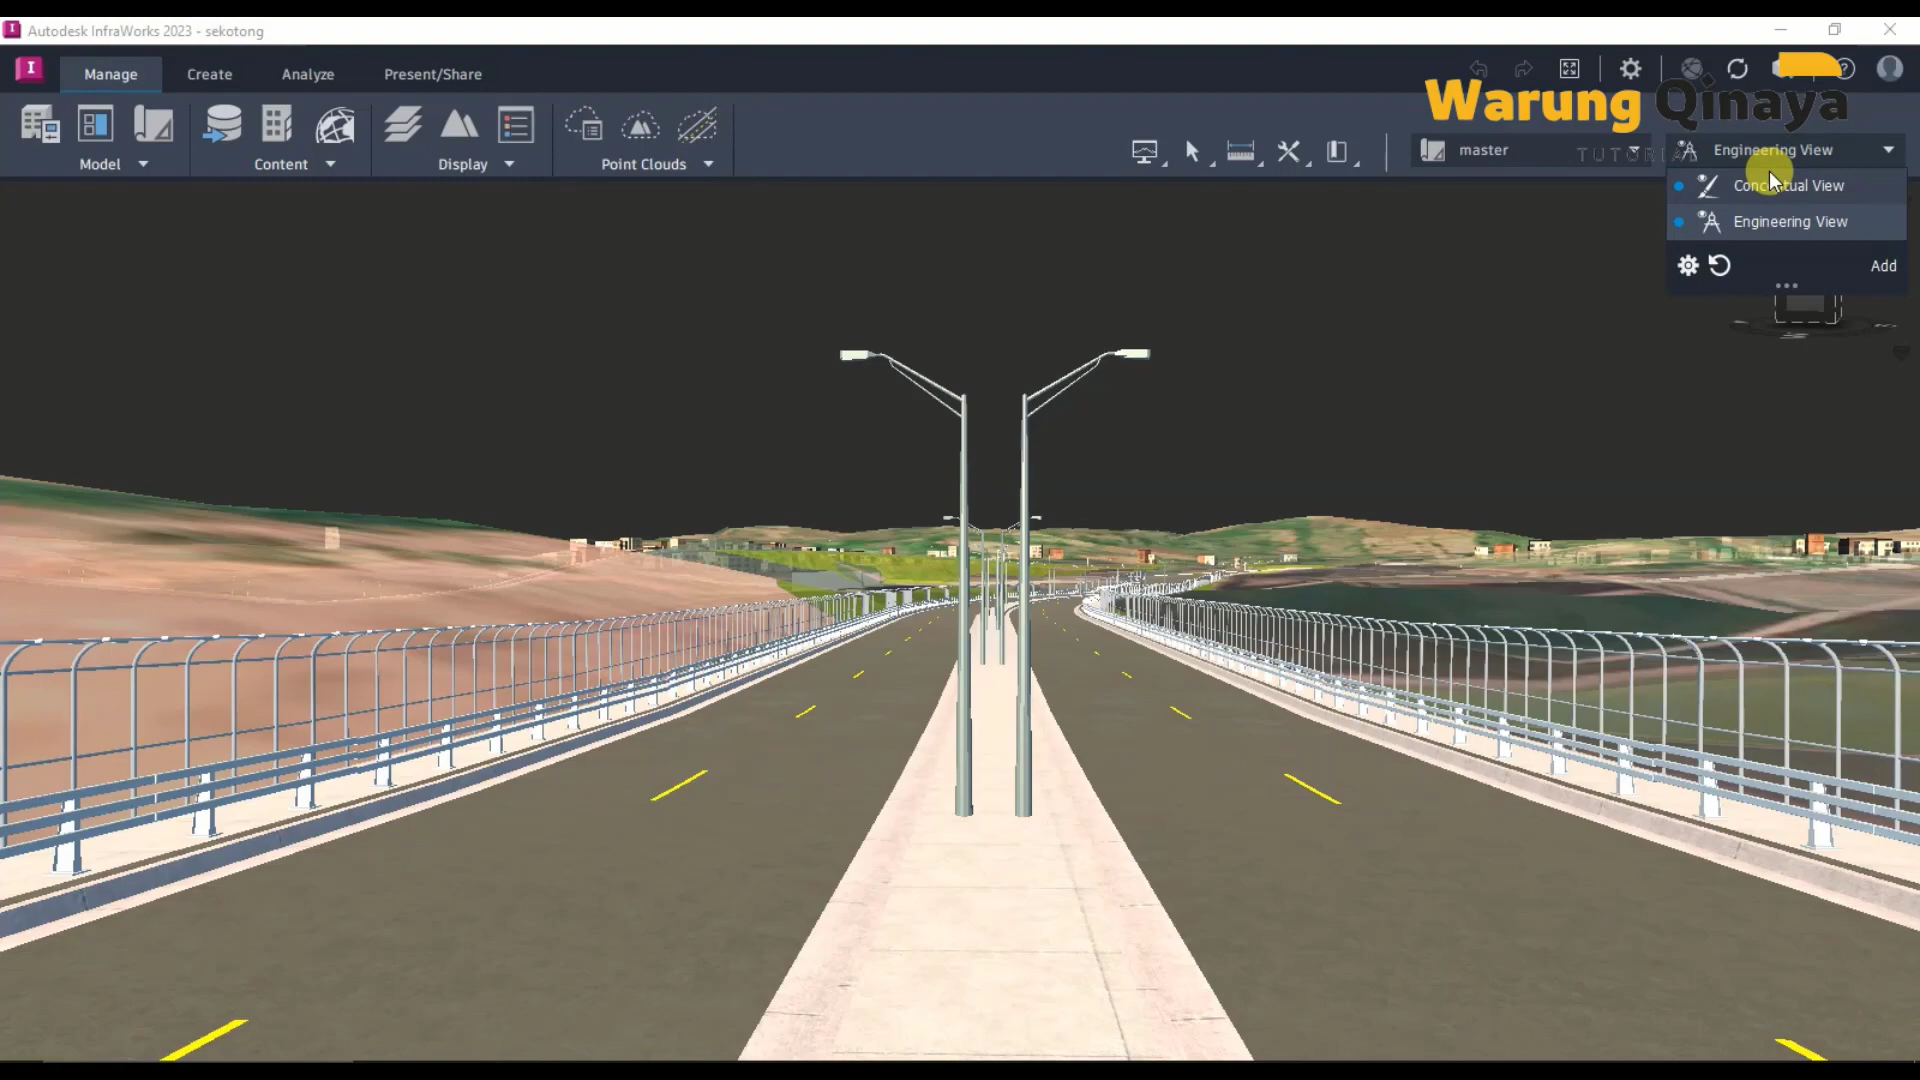 Autodesk InfraWorks 2023 - sekotong
Manage
Create
Analyze
Present/Share
Warung Qinaya
TUTORIAL
Model
Content
Display
Point Clouds
master
Engineering View
Conceptual View
Engineering View
Add